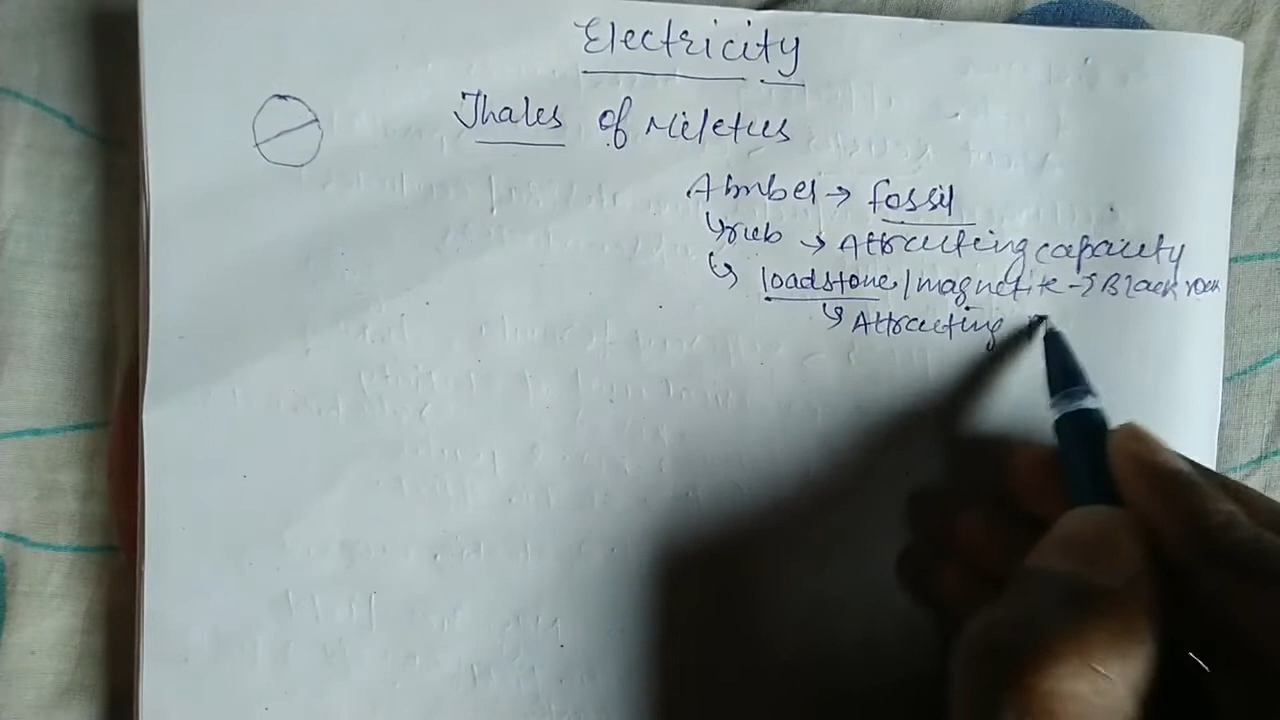 Electricity
Thales of Miletus
Amber → fossil
↳ rub → Attracting capacity
↳ loadstone / magnetite → Black rock
↳ Attracting